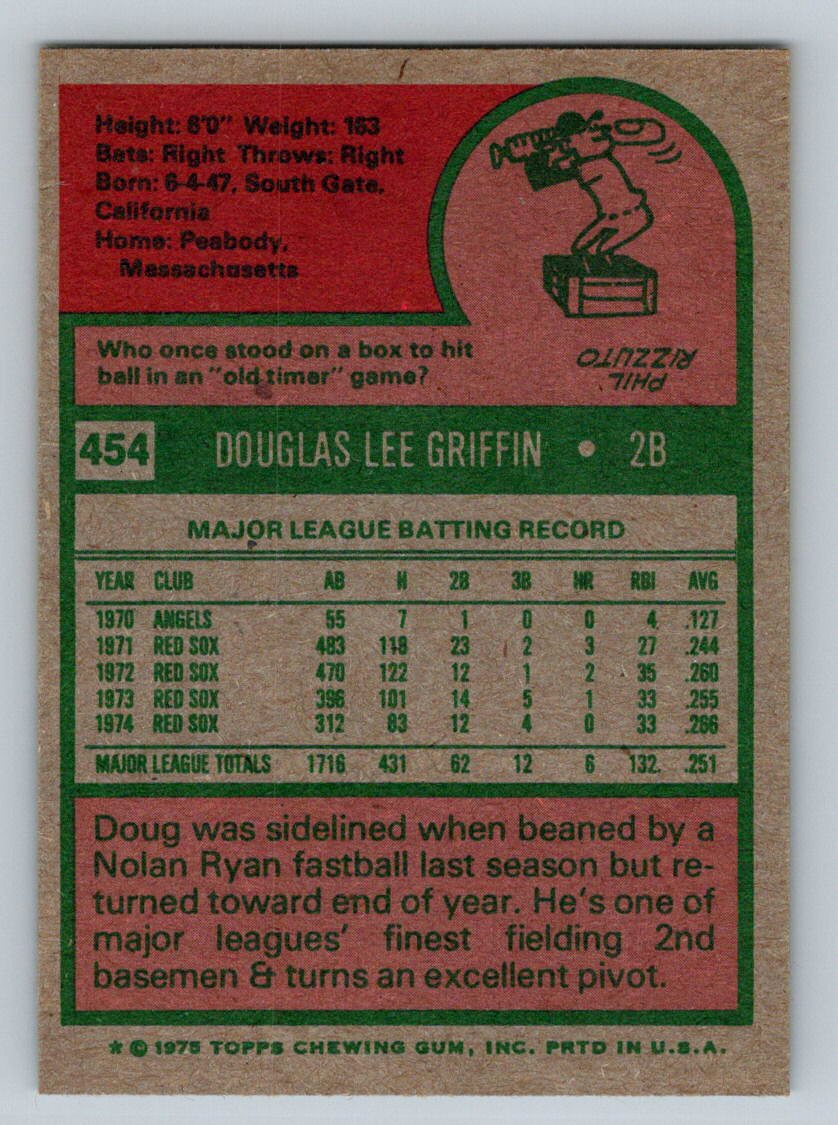 Height: 6'0" Weight: 163
Bats: Right Throws: Right
Born: 6-4-47, South Gate,
California
Home: Peabody,
Massachusetts
Who once stood on a box to hit
ball in an "old timer" game?
PHIL
RIZZUTO
454 DOUGLAS LEE GRIFFIN • 2B
MAJOR LEAGUE BATTING RECORD
YEAR CLUB AB H 2B 3B HR RBI AVG
1970 ANGELS 55 7 1 0 0 4 .127
1971 RED SOX 483 118 23 2 3 27 .244
1972 RED SOX 470 122 12 1 2 35 .260
1973 RED SOX 396 101 14 5 1 33 .255
1974 RED SOX 312 83 12 4 0 33 .266
MAJOR LEAGUE TOTALS 1716 431 62 12 6 132 .251
Doug was sidelined when beaned by a
Nolan Ryan fastball last season but re-
turned toward end of year. He's one of
major leagues' finest fielding 2nd
basemen & turns an excellent pivot.
* © 1975 TOPPS CHEWING GUM, INC. PRTD IN U.S.A.